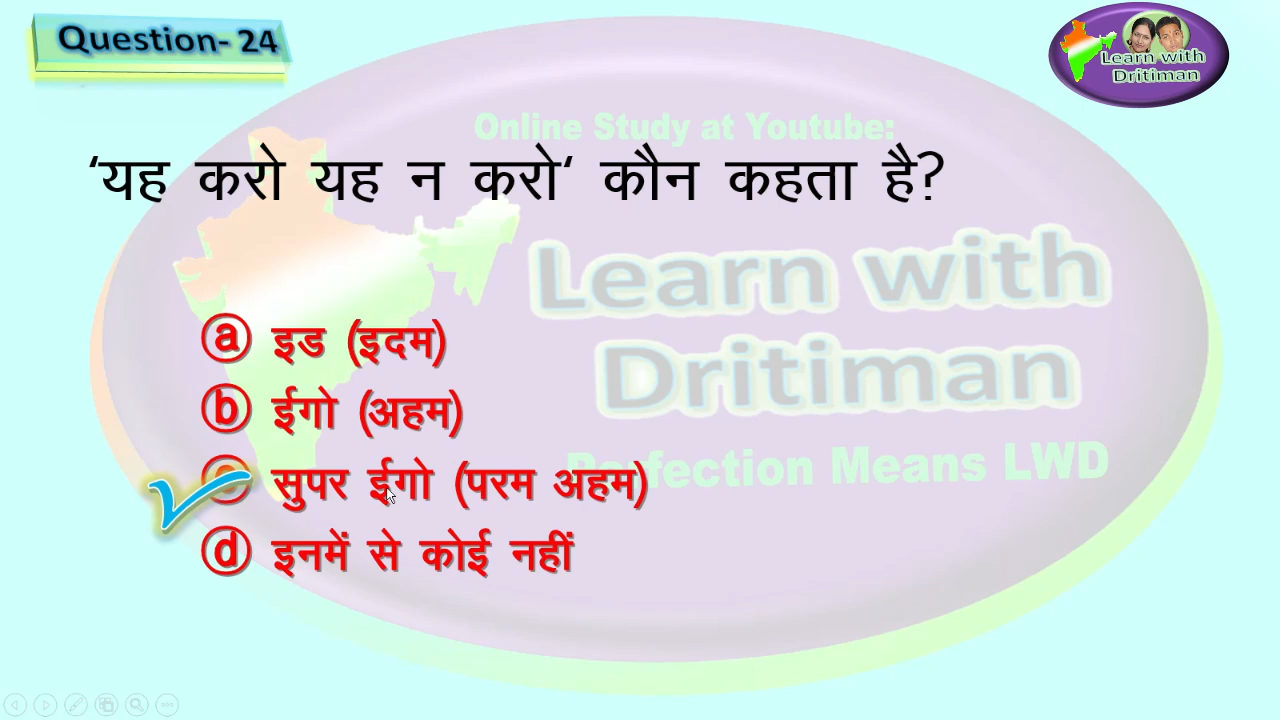 Question- 24
Learn with
Dritiman
Online Study at Youtube:
‘यह करो यह न करो‘ कौन कहता है?
Learn with
Dritiman
ⓐ इड (इदम)
ⓑ ईगो (अहम)
सुपर ईगो (परम अहम)
Perfection Means LWD
ⓓ इनमें से कोई नहीं